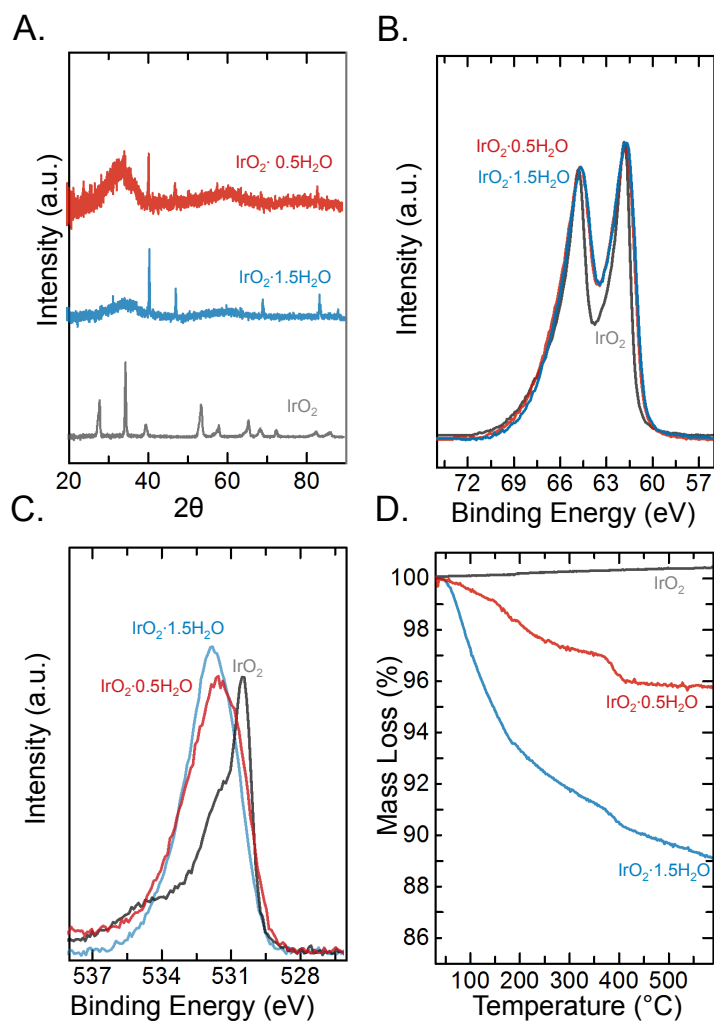 A.
Intensity (a.u.)
IrO₂· 0.5H₂O
IrO₂·1.5H₂O
IrO₂
20 40 60 80
2θ
B.
Intensity (a.u.)
IrO₂·0.5H₂O
IrO₂·1.5H₂O
IrO₂
72 69 66 63 60 57
Binding Energy (eV)
C.
Intensity (a.u.)
IrO₂·1.5H₂O
IrO₂
IrO₂·0.5H₂O
537 534 531 528
Binding Energy (eV)
D.
Mass Loss (%)
100
98
96
94
92
90
88
86
IrO₂
IrO₂·0.5H₂O
IrO₂·1.5H₂O
100 200 300 400 500
Temperature (°C)